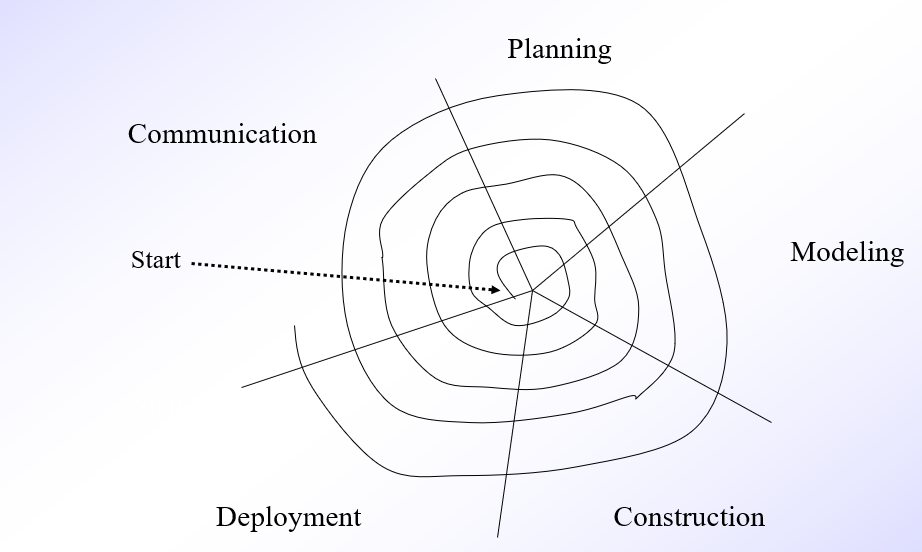 Planning
Communication
Modeling
Start
Deployment
Construction